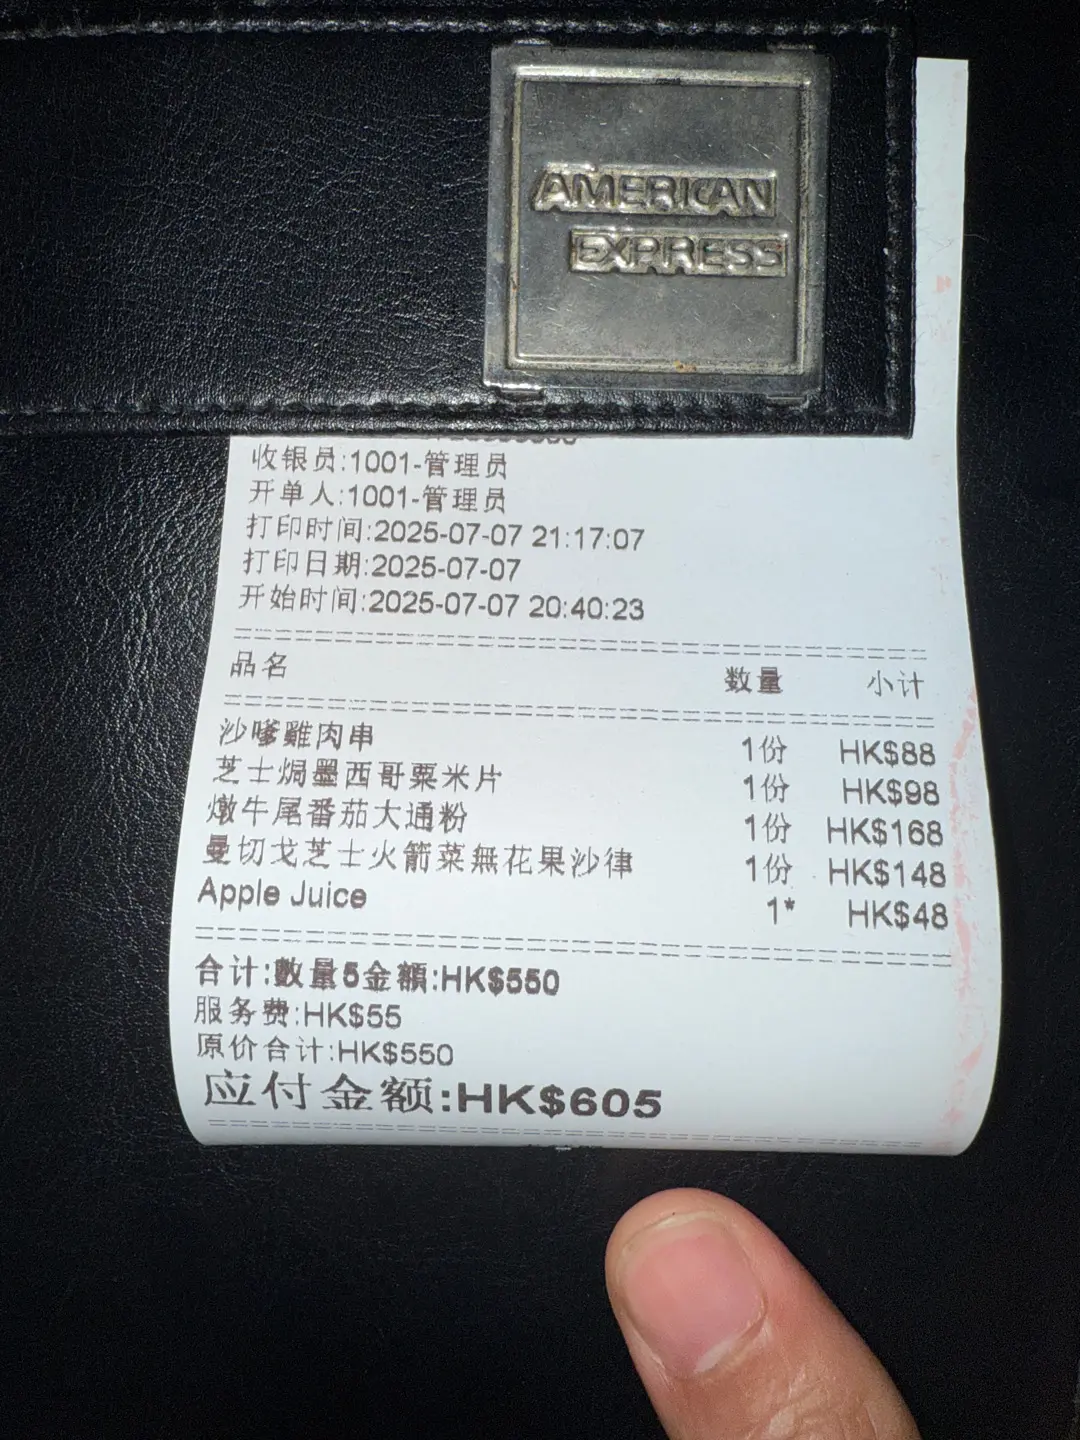 AMERICAN
EXPRESS
收银员:1001-管理员
开单人:1001-管理员
打印时间:2025-07-07 21:17:07
打印日期:2025-07-07
开始时间:2025-07-07 20:40:23
品名 数量 小计
沙嗲雞肉串 1份 HK$88
芝士焗墨西哥粟米片 1份 HK$98
燉牛尾番茄大通粉 1份 HK$168
曼切戈芝士火箭菜無花果沙律 1份 HK$148
Apple Juice 1* HK$48
合计:數量5金額:HK$550
服务费:HK$55
原价合计:HK$550
应付金额:HK$605